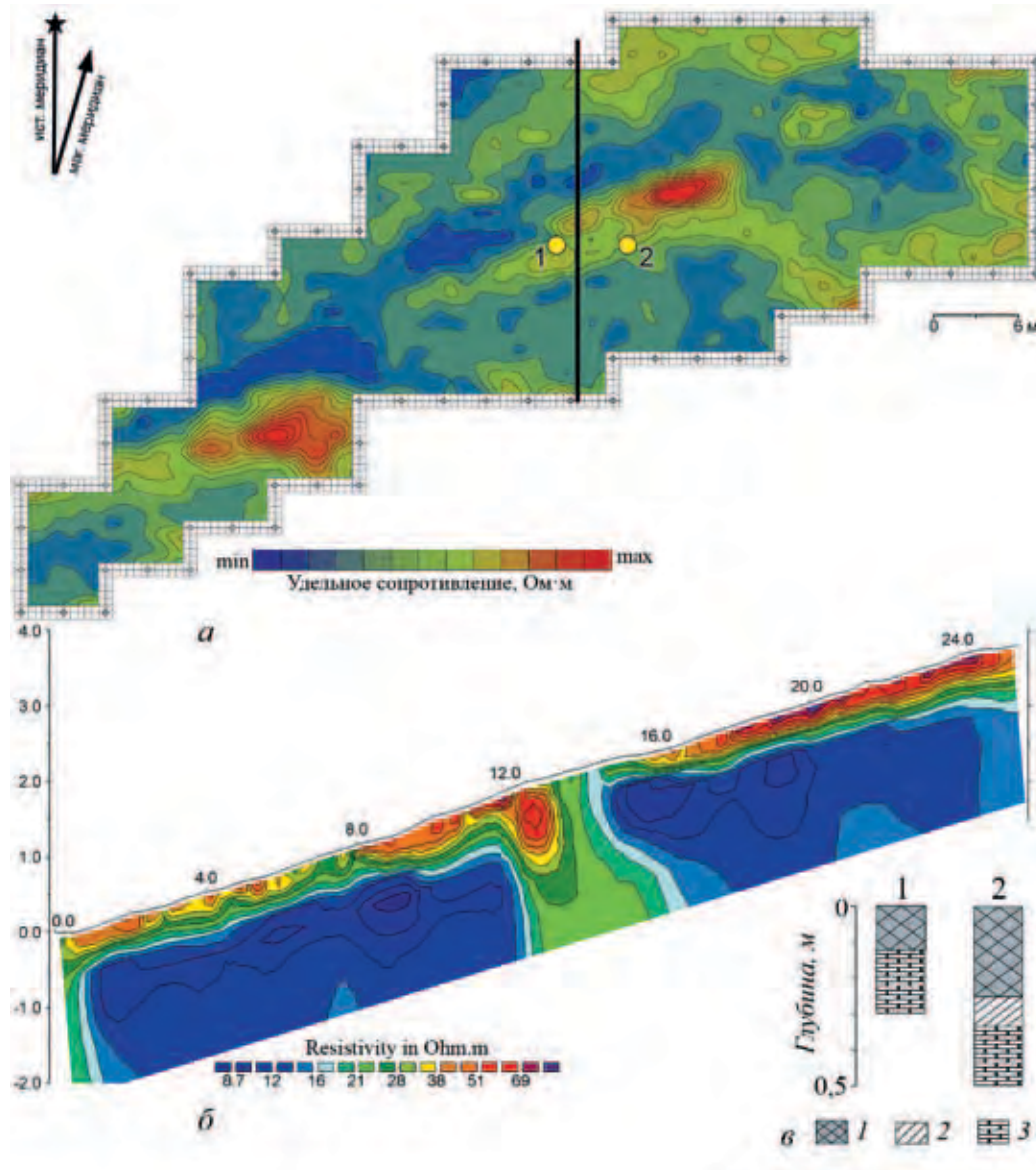 ист. меридиан
маг. меридиан
1
2
0 6 м
min max
Удельное сопротивление, Ом·м
а
4.0
3.0
2.0
1.0
0.0
-1.0
-2.0
0.0
4.0
8.0
12.0
16.0
20.0
24.0
Resistivity in Ohm.m
8.7 12 16 21 28 38 51 69
б
1 2
0
Глубина, м
0,5
в 1 2 3